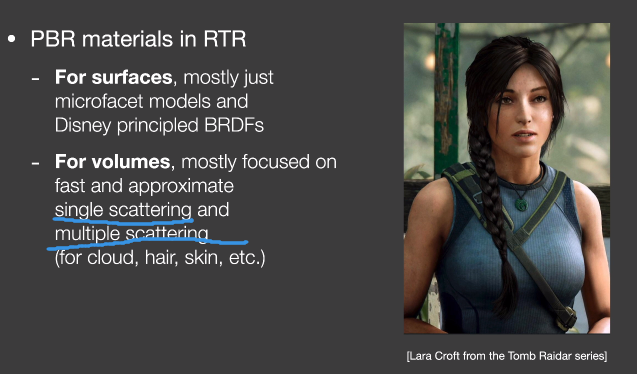 • PBR materials in RTR
- For surfaces, mostly just
microfacet models and
Disney principled BRDFs
- For volumes, mostly focused on
fast and approximate
single scattering and
multiple scattering
(for cloud, hair, skin, etc.)
[Lara Croft from the Tomb Raidar series]